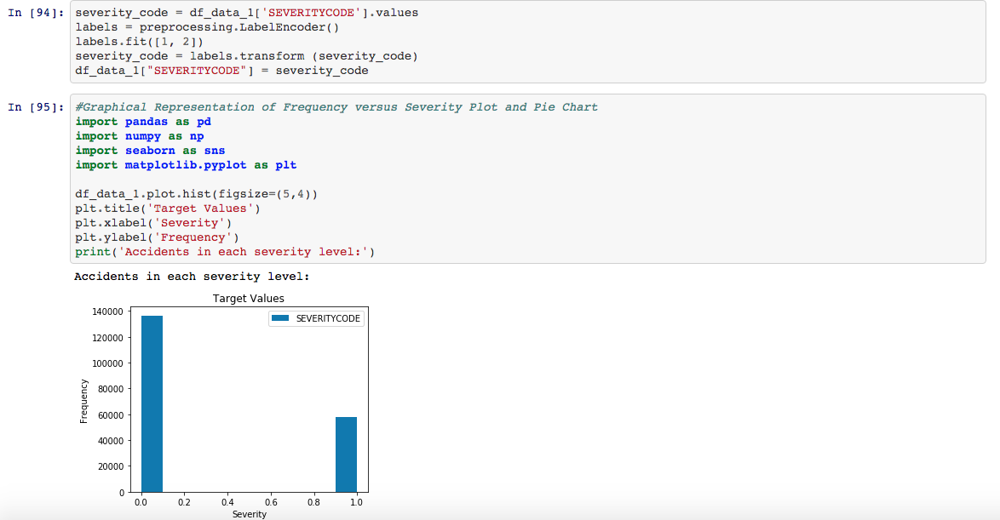 In [94]: severity_code = df_data_1['SEVERITYCODE'].values
labels = preprocessing.LabelEncoder()
labels.fit([1, 2])
severity_code = labels.transform (severity_code)
df_data_1["SEVERITYCODE"] = severity_code
In [95]: #Graphical Representation of Frequency versus Severity Plot and Pie Chart
import pandas as pd
import numpy as np
import seaborn as sns
import matplotlib.pyplot as plt
df_data_1.plot.hist(figsize=(5,4))
plt.title('Target Values')
plt.xlabel('Severity')
plt.ylabel('Frequency')
print('Accidents in each severity level:')
Accidents in each severity level:
Target Values
SEVERITYCODE
140000
120000
100000
80000
60000
40000
20000
0
Frequency
0.0 0.2 0.4 0.6 0.8 1.0
Severity